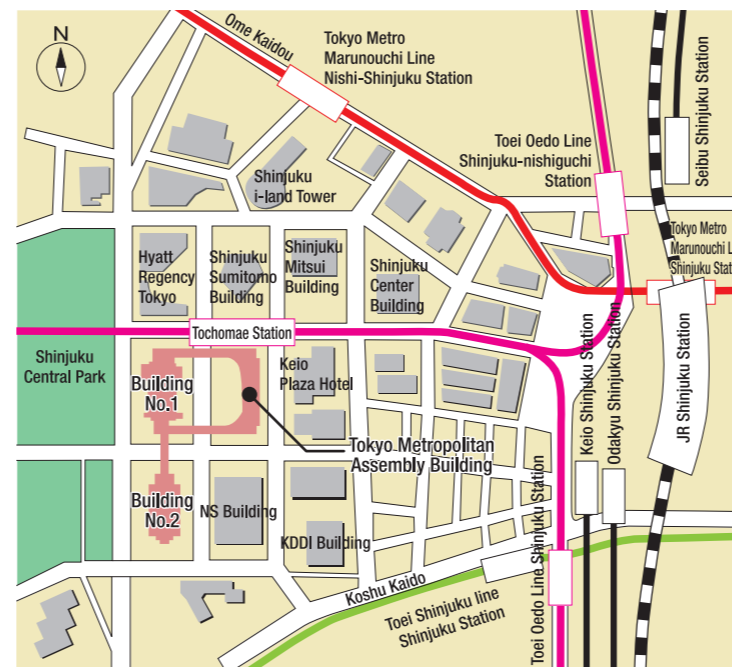 N
Ome Kaidou
Tokyo Metro
Marunouchi Line
Nishi-Shinjuku Station
Toei Oedo Line
Shinjuku-nishiguchi
Station
Seibu Shinjuku Station
Shinjuku
i-land Tower
Tokyo Metro
Marunouchi Li
Shinjuku Stat
Hyatt
Regency
Tokyo
Shinjuku
Sumitomo
Building
Shinjuku
Mitsui
Building
Shinjuku
Center
Building
Tochomae Station
Shinjuku
Central Park
Building
No.1
Keio
Plaza Hotel
Keio Shinjuku Station
Odakyu Shinjuku Station
JR Shinjuku Station
Tokyo Metropolitan
Assembly Building
Building
No.2
NS Building
KDDI Building
Koshu Kaido
Toei Shinjuku line
Shinjuku Station
Toei Oedo Line Shinjuku Station